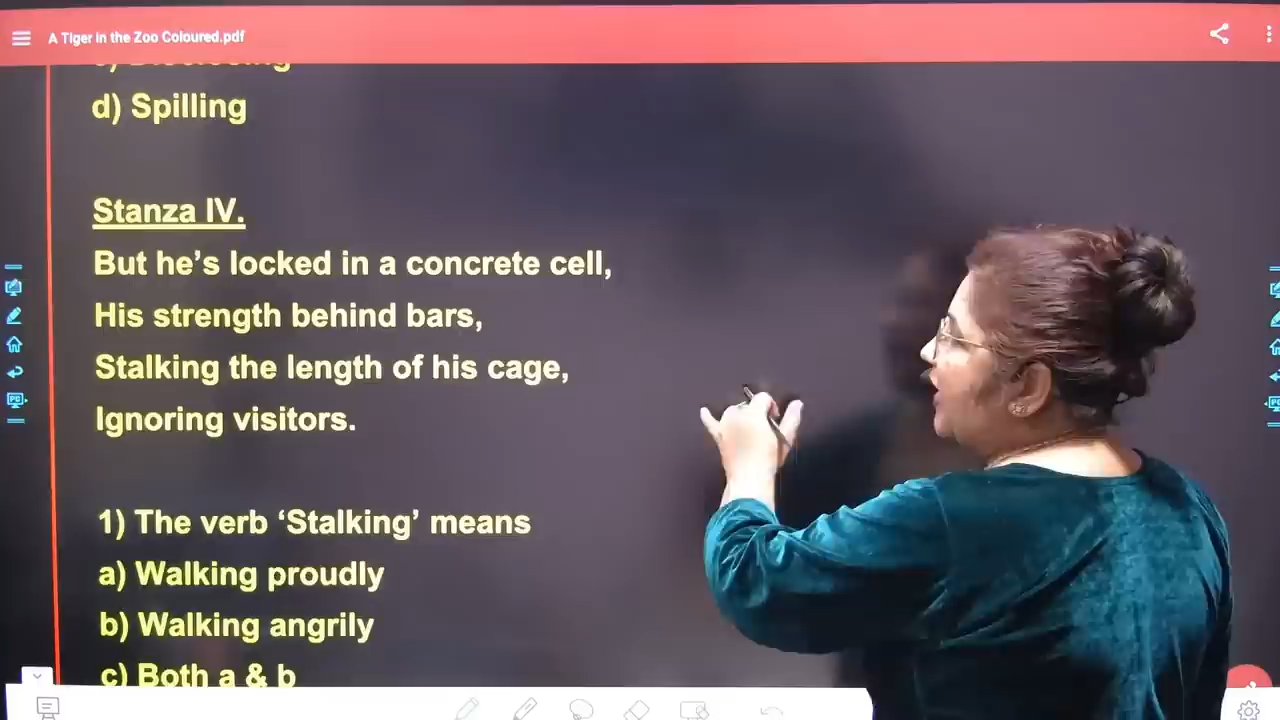 A Tiger in the Zoo Coloured.pdf
d) Spilling
Stanza IV.
But he's locked in a concrete cell,
His strength behind bars,
Stalking the length of his cage,
Ignoring visitors.
1) The verb ‘Stalking’ means
a) Walking proudly
b) Walking angrily
c) Both a & b